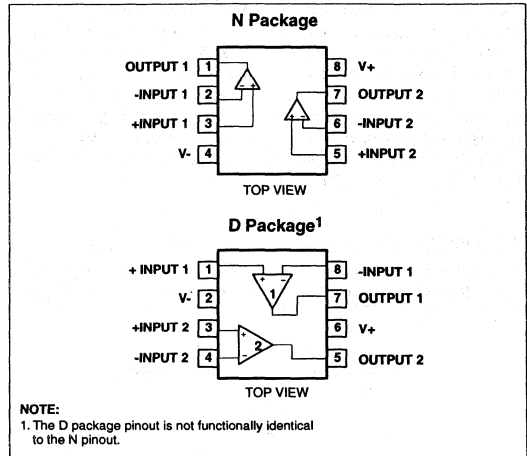 N Package
OUTPUT 1 1 8 V+
-INPUT 1 2 7 OUTPUT 2
+INPUT 1 3 6 -INPUT 2
V- 4 5 +INPUT 2
- +
+ -
TOP VIEW
D Package1
+ INPUT 1 1 + - 8 -INPUT 1
V- 2 1 7 OUTPUT 1
+INPUT 2 3 + 6 V+
-INPUT 2 4 - 2 5 OUTPUT 2
TOP VIEW
NOTE:
1. The D package pinout is not functionally identical
to the N pinout.